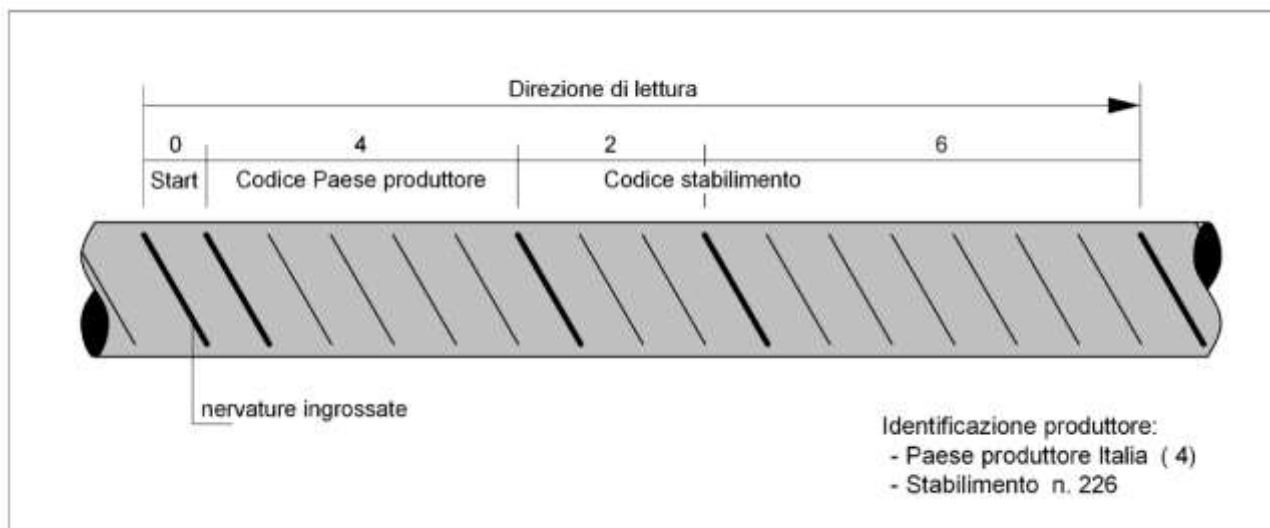 Direzione di lettura
0 4 2 6
Start Codice Paese produttore Codice stabilimento
nervature ingrossate
Identificazione produttore:
- Paese produttore Italia ( 4)
- Stabilimento n. 226